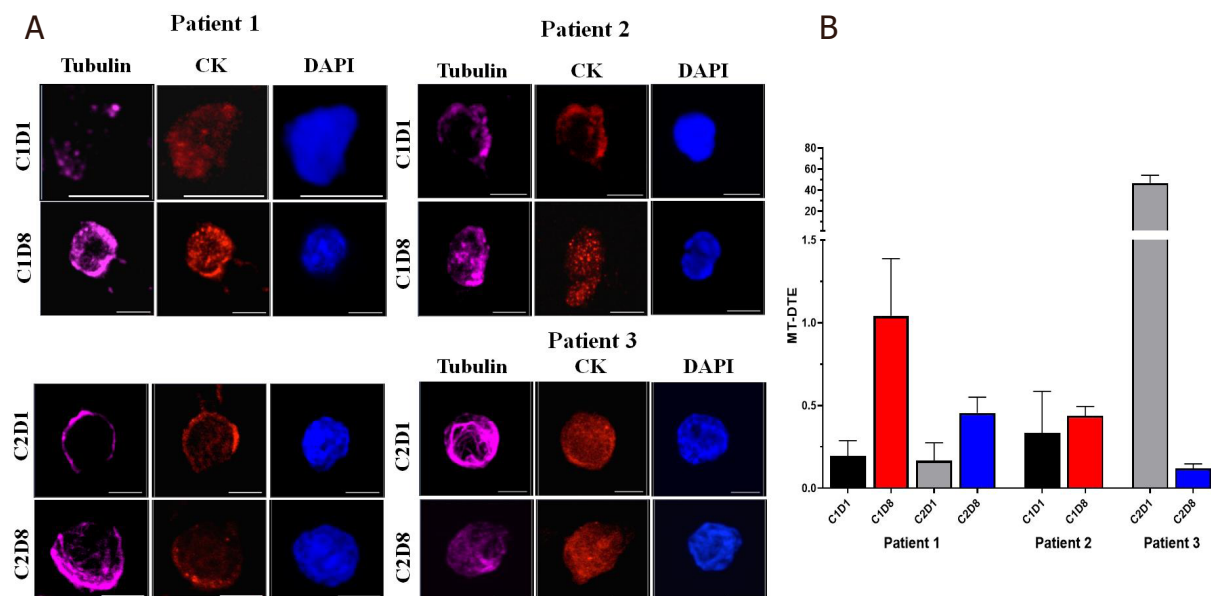 A
Patient 1
Patient 2
B
Tubulin CK DAPI
Tubulin CK DAPI
C1D1
C1D1
C1D8
C1D8
Patient 3
Tubulin CK DAPI
C2D1
C2D1
C2D8
C2D8
80
60
40
20
1.5
1.0
0.5
0.0
MT-DTE
C1D1 C1D8 C2D1 C2D8 C1D1 C1D8 C2D1 C2D8
Patient 1 Patient 2 Patient 3